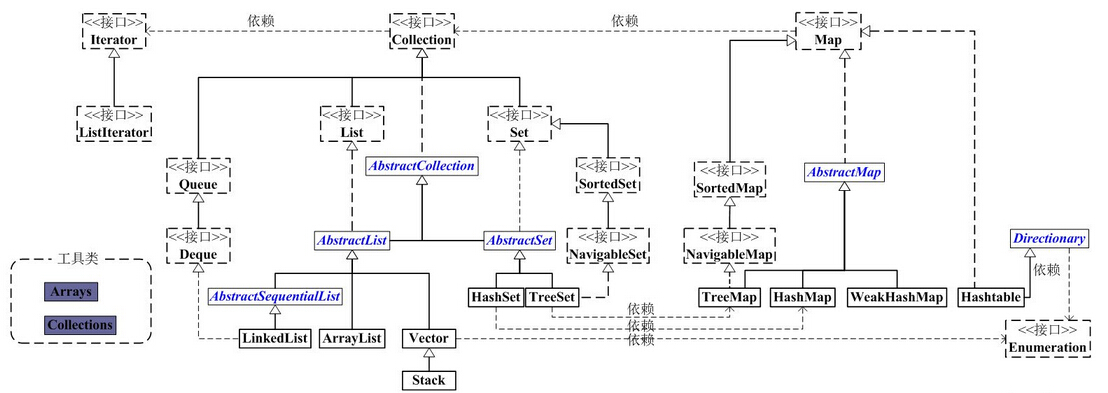 <<接口>>
Iterator
依赖
<<接口>>
Collection
依赖
<<接口>>
Map
<<接口>>
ListIterator
<<接口>>
List
<<接口>>
Set
<<接口>>
Queue
AbstractCollection
<<接口>>
SortedSet
<<接口>>
SortedMap
AbstractMap
<<接口>>
Deque
AbstractList
AbstractSet
<<接口>>
NavigableSet
<<接口>>
NavigableMap
Directionary
工具类
Arrays
Collections
AbstractSequentialList
HashSet
TreeSet
TreeMap
HashMap
WeakHashMap
Hashtable
依赖
依赖
依赖
依赖
LinkedList
ArrayList
Vector
<<接口>>
Enumeration
Stack